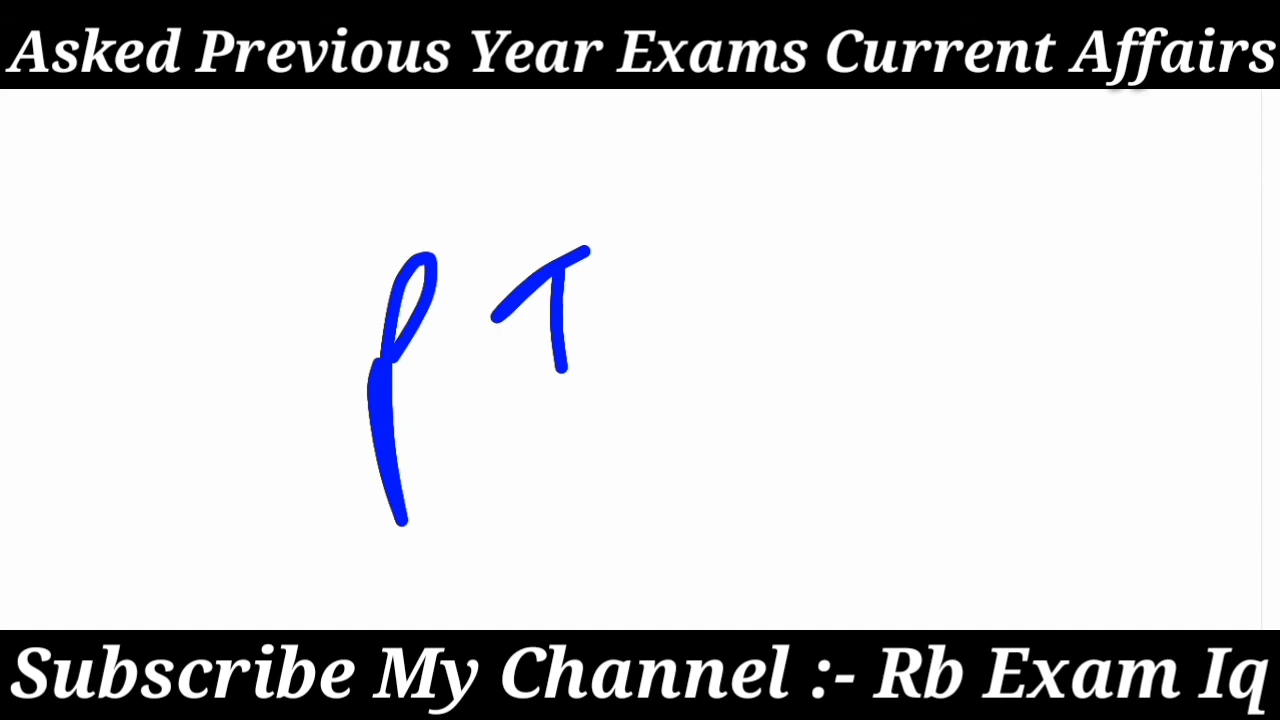 Asked Previous Year Exams Current Affairs
P T
Subscribe My Channel :- Rb Exam Iq